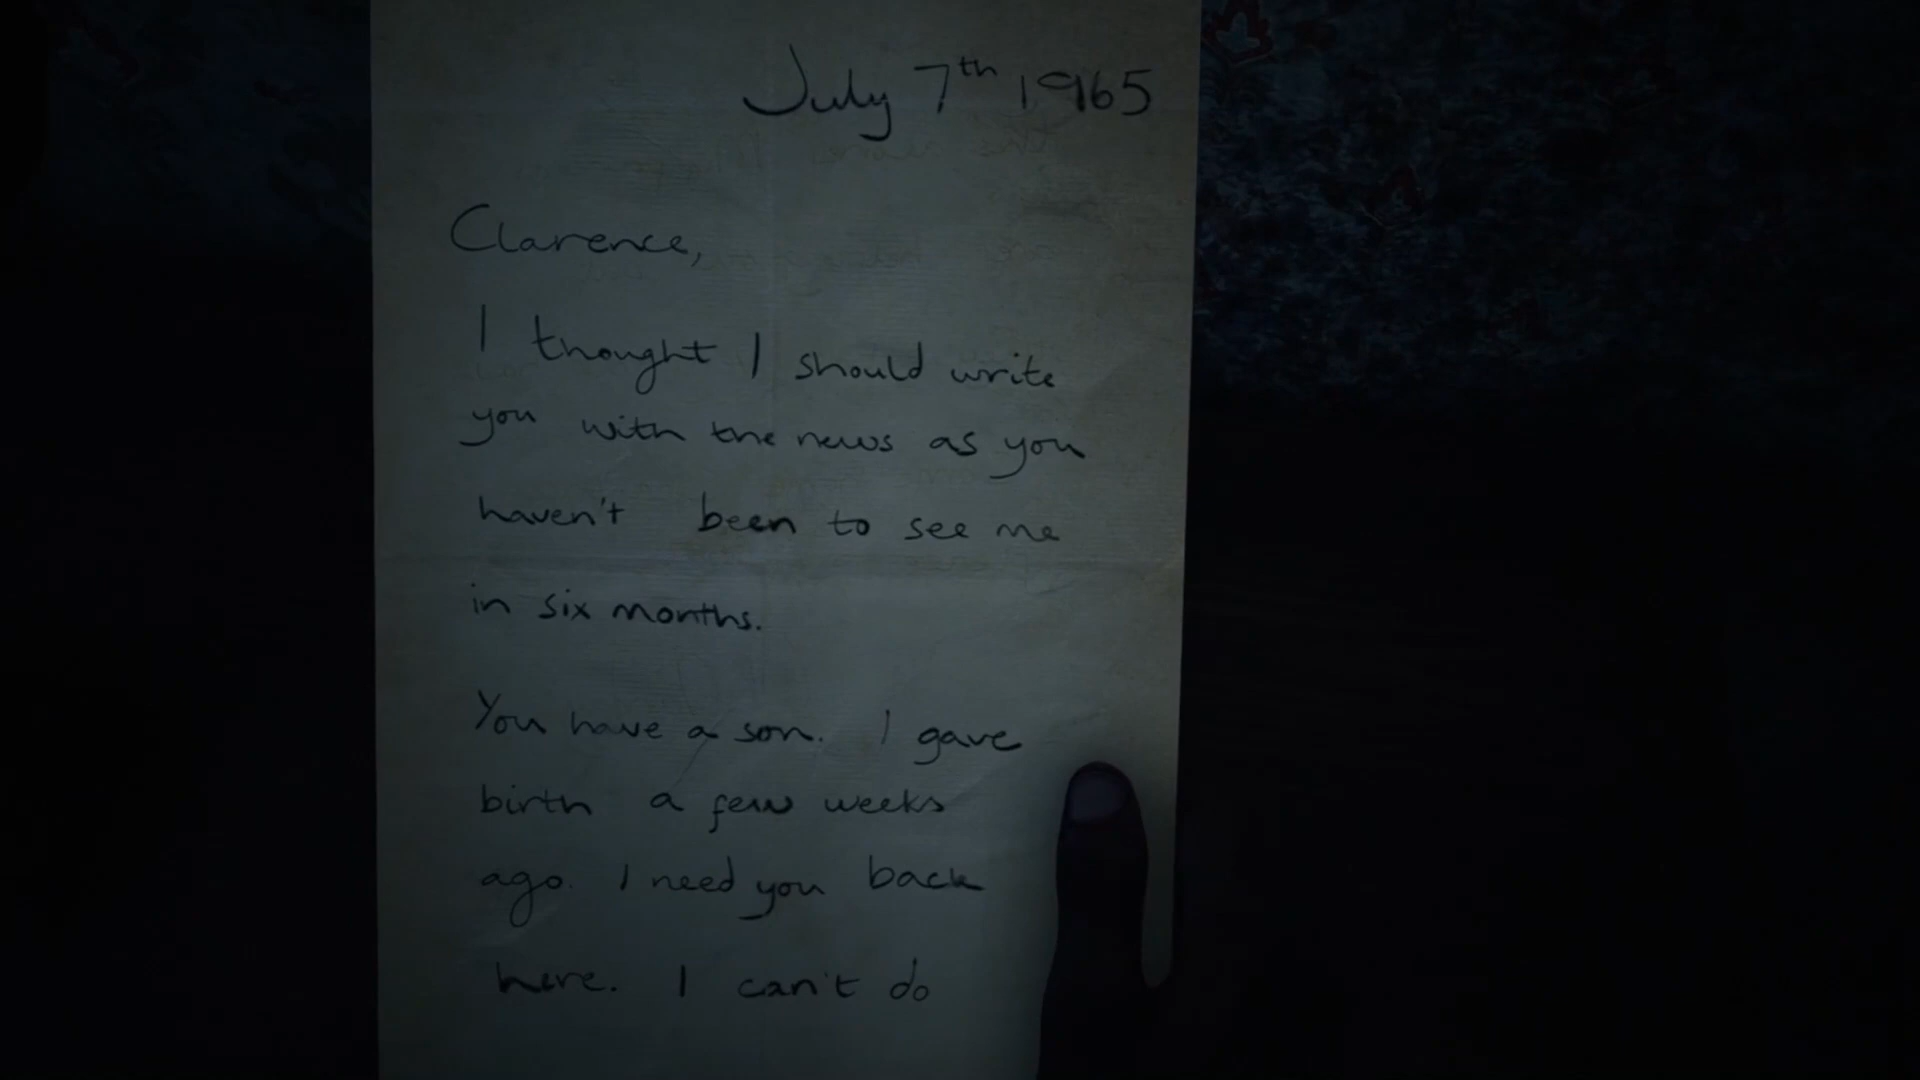 July 7th 1965
Clarence,
I thought I should write
you with the news as you
haven't been to see me
in six months.
You have a son. I gave
birth a few weeks
ago. I need you back
here. I can't do